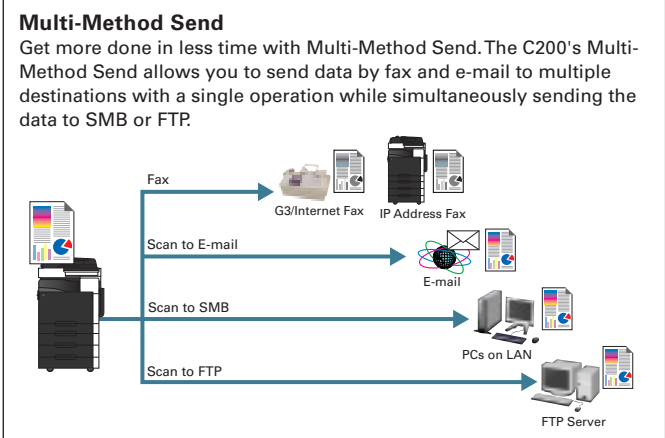 Multi-Method Send
Get more done in less time with Multi-Method Send. The C200's Multi-
Method Send allows you to send data by fax and e-mail to multiple
destinations with a single operation while simultaneously sending the
data to SMB or FTP.
Fax
G3/Internet Fax
IP Address Fax
Scan to E-mail
E-mail
Scan to SMB
PCs on LAN
Scan to FTP
FTP Server